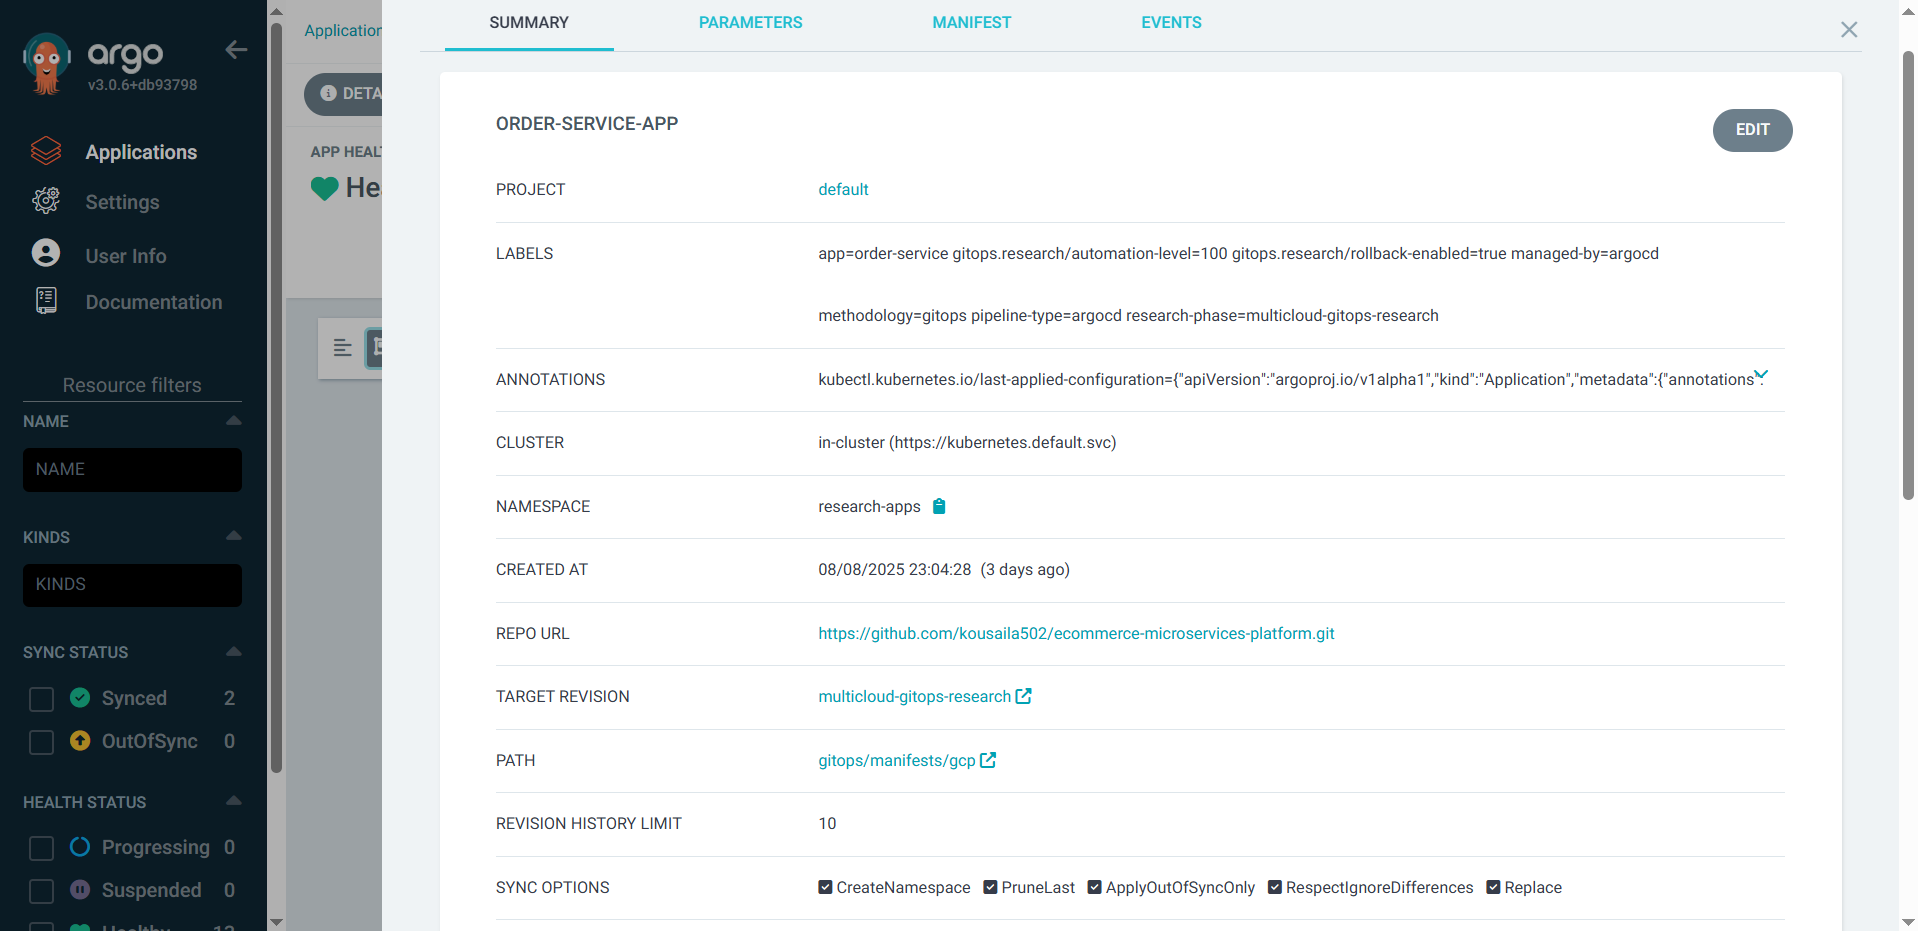 argo
v3.0.6+db93798
Applications
Settings
User Info
Documentation
Resource filters
NAME
NAME
KINDS
KINDS
SYNC STATUS
Synced 2
OutOfSync 0
HEALTH STATUS
Progressing 0
Suspended 0
Healthy 13
Application
DETA
APP HEAL
He
SUMMARY PARAMETERS MANIFEST EVENTS
ORDER-SERVICE-APP
EDIT
PROJECT default
LABELS app=order-service gitops.research/automation-level=100 gitops.research/rollback-enabled=true managed-by=argocd
methodology=gitops pipeline-type=argocd research-phase=multicloud-gitops-research
ANNOTATIONS kubectl.kubernetes.io/last-applied-configuration={"apiVersion":"argoproj.io/v1alpha1","kind":"Application","metadata":{"annotations":
CLUSTER in-cluster (https://kubernetes.default.svc)
NAMESPACE research-apps
CREATED AT 08/08/2025 23:04:28 (3 days ago)
REPO URL https://github.com/kousaila502/ecommerce-microservices-platform.git
TARGET REVISION multicloud-gitops-research
PATH gitops/manifests/gcp
REVISION HISTORY LIMIT 10
SYNC OPTIONS CreateNamespace PruneLast ApplyOutOfSyncOnly RespectIgnoreDifferences Replace